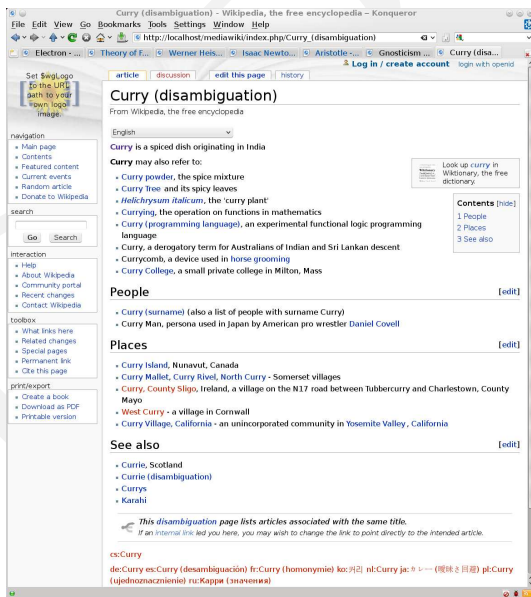 Curry (disambiguation) - Wikipedia, the free encyclopedia – Konqueror
File Edit View Go Bookmarks Tools Settings Window Help
http://localhost/mediawiki/index.php/Curry_(disambiguation)
Electron - ... Theory of F... Werner Heis... Isaac Newto... Aristotle -... Gnosticism ... Curry (disa...
Log in / create account login with openid
Set $wgLogo
to the URL
path to your
own logo
image.
article discussion edit this page history
Curry (disambiguation)
From Wikipedia, the free encyclopedia
English
Curry is a spiced dish originating in India
Curry may also refer to:
Curry powder, the spice mixture
Curry Tree and its spicy leaves
Helichrysum italicum, the 'curry plant'
Currying, the operation on functions in mathematics
Curry (programming language), an experimental functional logic programming
language
Curry, a derogatory term for Australians of Indian and Sri Lankan descent
Currycomb, a device used in horse grooming
Curry College, a small private college in Milton, Mass
Look up curry in
Wiktionary, the free
dictionary.
Contents [hide]
1 People
2 Places
3 See also
People [edit]
Curry (surname) (also a list of people with surname Curry)
Curry Man, persona used in Japan by American pro wrestler Daniel Covell
Places [edit]
Curry Island, Nunavut, Canada
Curry Mallet, Curry Rivel, North Curry - Somerset villages
Curry, County Sligo, Ireland, a village on the N17 road between Tubbercurry and Charlestown, County
Mayo
West Curry - a village in Cornwall
Curry Village, California - an unincorporated community in Yosemite Valley, California
See also [edit]
Currie, Scotland
Currie (disambiguation)
Currys
Karahi
This disambiguation page lists articles associated with the same title.
If an internal link led you here, you may wish to change the link to point directly to the intended article.
cs:Curry
de:Curry es:Curry (desambiguación) fr:Curry (homonymie) ko:커리 nl:Curry ja:カレー (曖昧さ回避) pl:Curry
(ujednoznacznienie) ru:Карри (значения)
navigation
Main page
Contents
Featured content
Current events
Random article
Donate to Wikipedia
search
Go Search
interaction
Help
About Wikipedia
Community portal
Recent changes
Contact Wikipedia
toolbox
What links here
Related changes
Special pages
Permanent link
Cite this page
print/export
Create a book
Download as PDF
Printable version